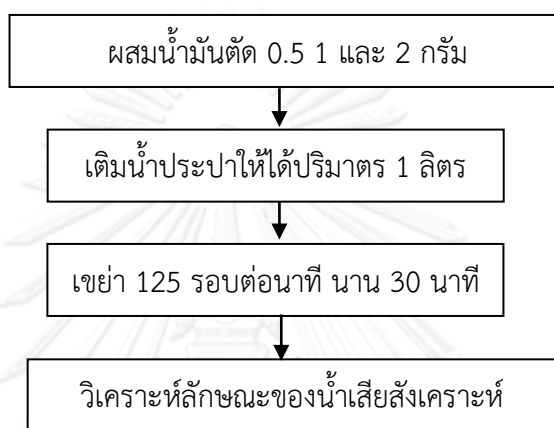 ผสมน้ำมันตัด 0.5 1 และ 2 กรัม
เติมน้ำประปาให้ได้ปริมาตร 1 ลิตร
เขย่า 125 รอบต่อนาที นาน 30 นาที
วิเคราะห์ลักษณะของน้ำเสียสังเคราะห์